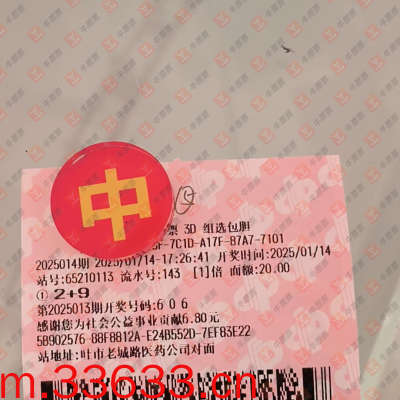 中
票 3D 组选包胆
-7C1D-A17F-B7A7-7101
2025014期 2025/01/14-17:26:41 开奖时间:2025/01/14
站号:65210113 流水号:143 [1]倍 面额:20.00
① 2+9
第2025013期开奖号码:6 0 6
感谢您为社会公益事业贡献6.80元
5B902576-88F8812A-E24B552D-7EF83E22
站地址:吐市老城路医药公司对面
m.33633.com.cn